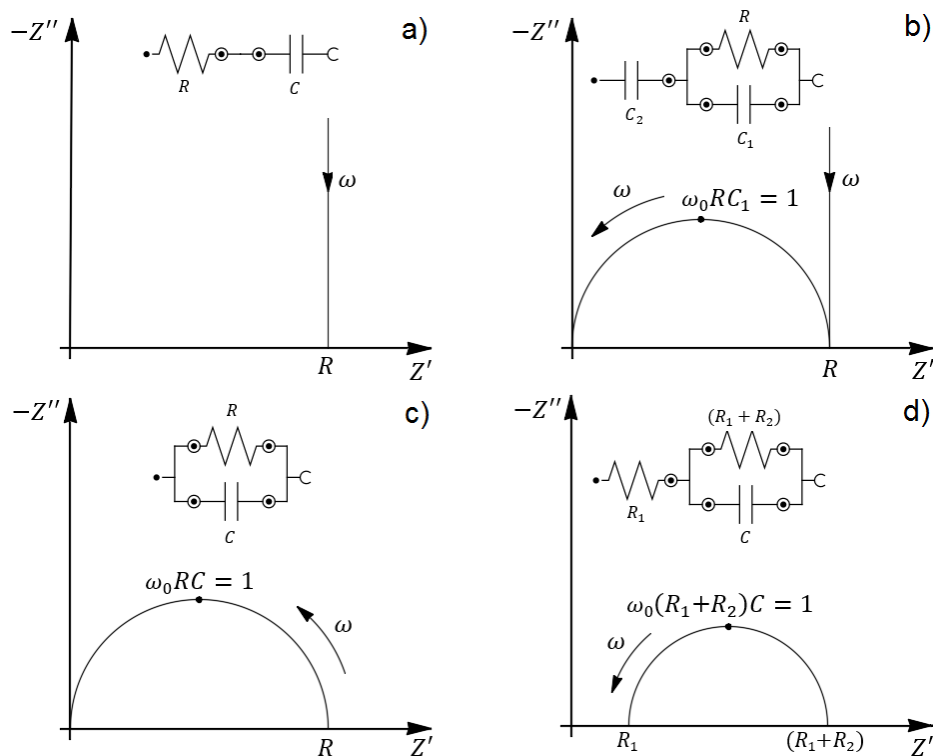 −Z′′
a)
R
C
ω
R
Z′
−Z′′
b)
R
C₂
C₁
ω
ω₀RC₁ = 1
ω
R
Z′
−Z′′
c)
R
C
ω₀RC = 1
ω
R
Z′
−Z′′
d)
(R₁ + R₂)
R₁
C
ω₀(R₁+R₂)C = 1
ω
R₁
(R₁+R₂)
Z′